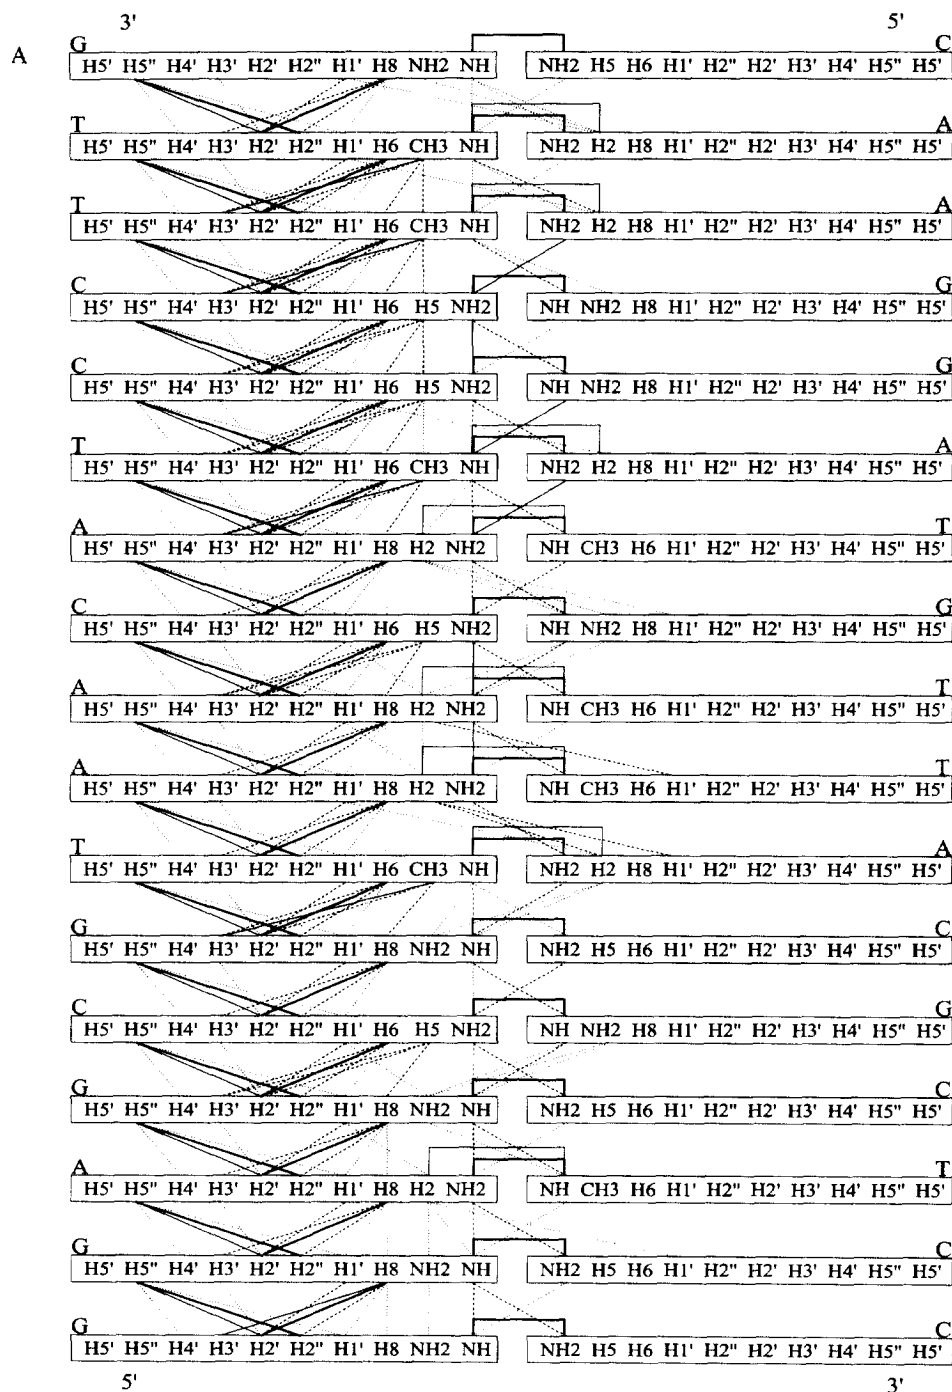 3' 5'
A
G C
H5' H5" H4' H3' H2' H2" H1' H8 NH2 NH NH2 H5 H6 H1' H2" H2' H3' H4' H5" H5'
T A
H5' H5" H4' H3' H2' H2" H1' H6 CH3 NH NH2 H2 H8 H1' H2" H2' H3' H4' H5" H5'
T A
H5' H5" H4' H3' H2' H2" H1' H6 CH3 NH NH2 H2 H8 H1' H2" H2' H3' H4' H5" H5'
C G
H5' H5" H4' H3' H2' H2" H1' H6 H5 NH2 NH NH2 H8 H1' H2" H2' H3' H4' H5" H5'
C G
H5' H5" H4' H3' H2' H2" H1' H6 H5 NH2 NH NH2 H8 H1' H2" H2' H3' H4' H5" H5'
T A
H5' H5" H4' H3' H2' H2" H1' H6 CH3 NH NH2 H2 H8 H1' H2" H2' H3' H4' H5" H5'
A T
H5' H5" H4' H3' H2' H2" H1' H8 H2 NH2 NH CH3 H6 H1' H2" H2' H3' H4' H5" H5'
C G
H5' H5" H4' H3' H2' H2" H1' H6 H5 NH2 NH NH2 H8 H1' H2" H2' H3' H4' H5" H5'
A T
H5' H5" H4' H3' H2' H2" H1' H8 H2 NH2 NH CH3 H6 H1' H2" H2' H3' H4' H5" H5'
A T
H5' H5" H4' H3' H2' H2" H1' H8 H2 NH2 NH CH3 H6 H1' H2" H2' H3' H4' H5" H5'
T A
H5' H5" H4' H3' H2' H2" H1' H6 CH3 NH NH2 H2 H8 H1' H2" H2' H3' H4' H5" H5'
G C
H5' H5" H4' H3' H2' H2" H1' H8 NH2 NH NH2 H5 H6 H1' H2" H2' H3' H4' H5" H5'
C G
H5' H5" H4' H3' H2' H2" H1' H6 H5 NH2 NH NH2 H8 H1' H2" H2' H3' H4' H5" H5'
G C
H5' H5" H4' H3' H2' H2" H1' H8 NH2 NH NH2 H5 H6 H1' H2" H2' H3' H4' H5" H5'
A T
H5' H5" H4' H3' H2' H2" H1' H8 H2 NH2 NH CH3 H6 H1' H2" H2' H3' H4' H5" H5'
G C
H5' H5" H4' H3' H2' H2" H1' H8 NH2 NH NH2 H5 H6 H1' H2" H2' H3' H4' H5" H5'
G C
H5' H5" H4' H3' H2' H2" H1' H8 NH2 NH NH2 H5 H6 H1' H2" H2' H3' H4' H5" H5'
5' 3'